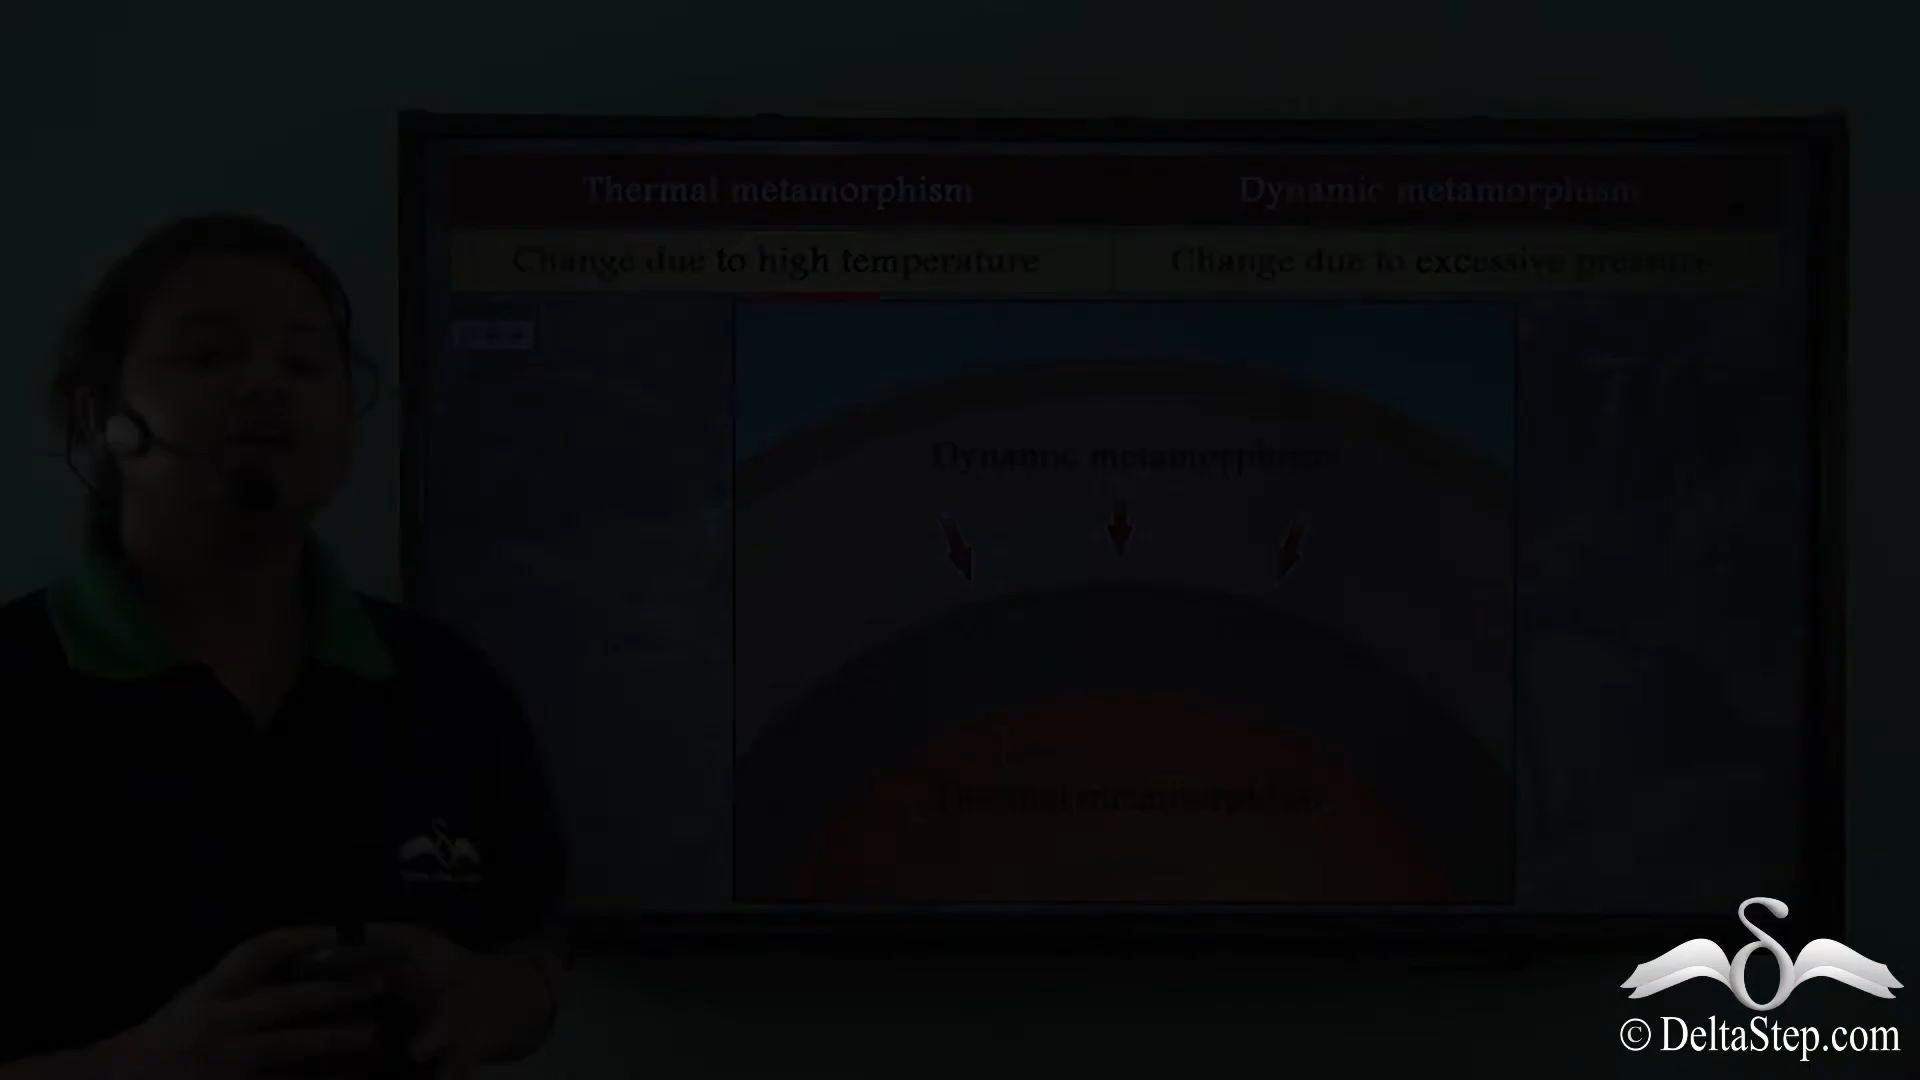 Thermal metamorphism
Dynamic metamorphism
Change due to high temperature
Change due to excessive pressure
Dynamic metamorphism
Thermal metamorphism
© DeltaStep.com